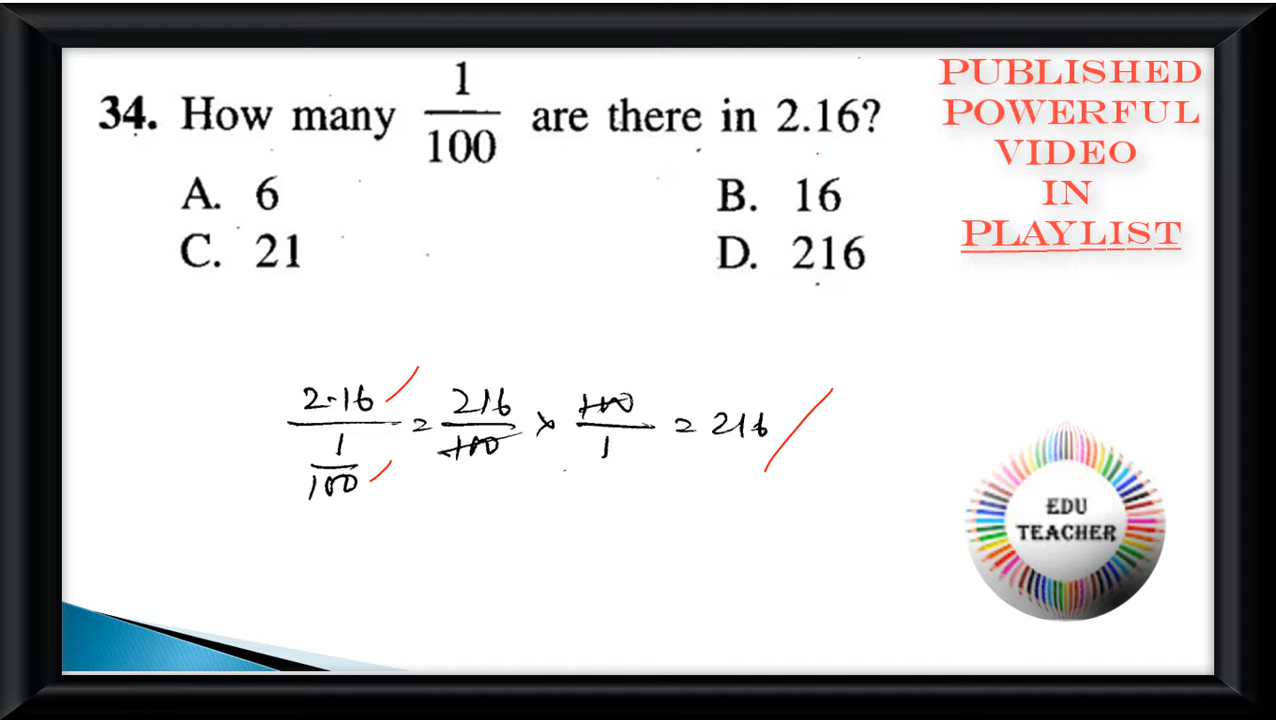 34. How many 1/100 are there in 2.16?
A. 6 B. 16
C. 21 D. 216
2.16 / (1/100) = 216/100 × 100/1 = 216
PUBLISHED
POWERFUL
VIDEO
IN
PLAYLIST
EDU
TEACHER